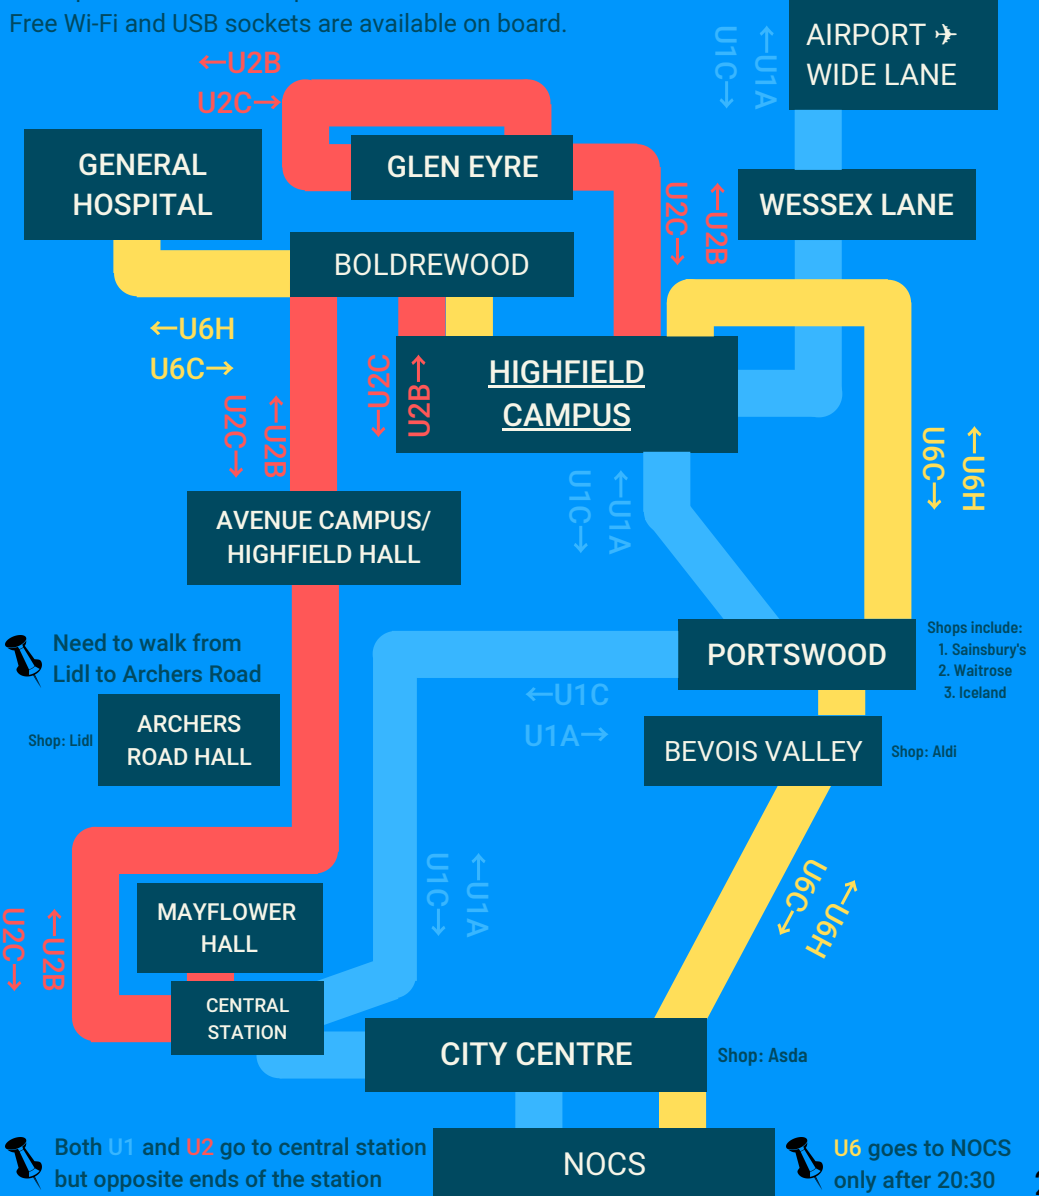 Free Wi-Fi and USB sockets are available on board.
←U2B
U2C→
U1C→
←U1A
AIRPORT ✈
WIDE LANE
GENERAL
HOSPITAL
GLEN EYRE
U2C→
←U2B
WESSEX LANE
BOLDREWOOD
←U6H
U6C→
U2C→
←U2B
←U2C
U2B→
HIGHFIELD
CAMPUS
U6C→
←U6H
U1C→
←U1A
AVENUE CAMPUS/
HIGHFIELD HALL
Need to walk from
Lidl to Archers Road
PORTSWOOD
Shops include:
1. Sainsbury's
2. Waitrose
3. Iceland
←U1C
U1A→
Shop: Lidl
ARCHERS
ROAD HALL
BEVOIS VALLEY
Shop: Aldi
U1C→
←U1A
U6C→
←U6H
U2C→
←U2B
MAYFLOWER
HALL
CENTRAL
STATION
CITY CENTRE
Shop: Asda
Both U1 and U2 go to central station
but opposite ends of the station
NOCS
U6 goes to NOCS
only after 20:30